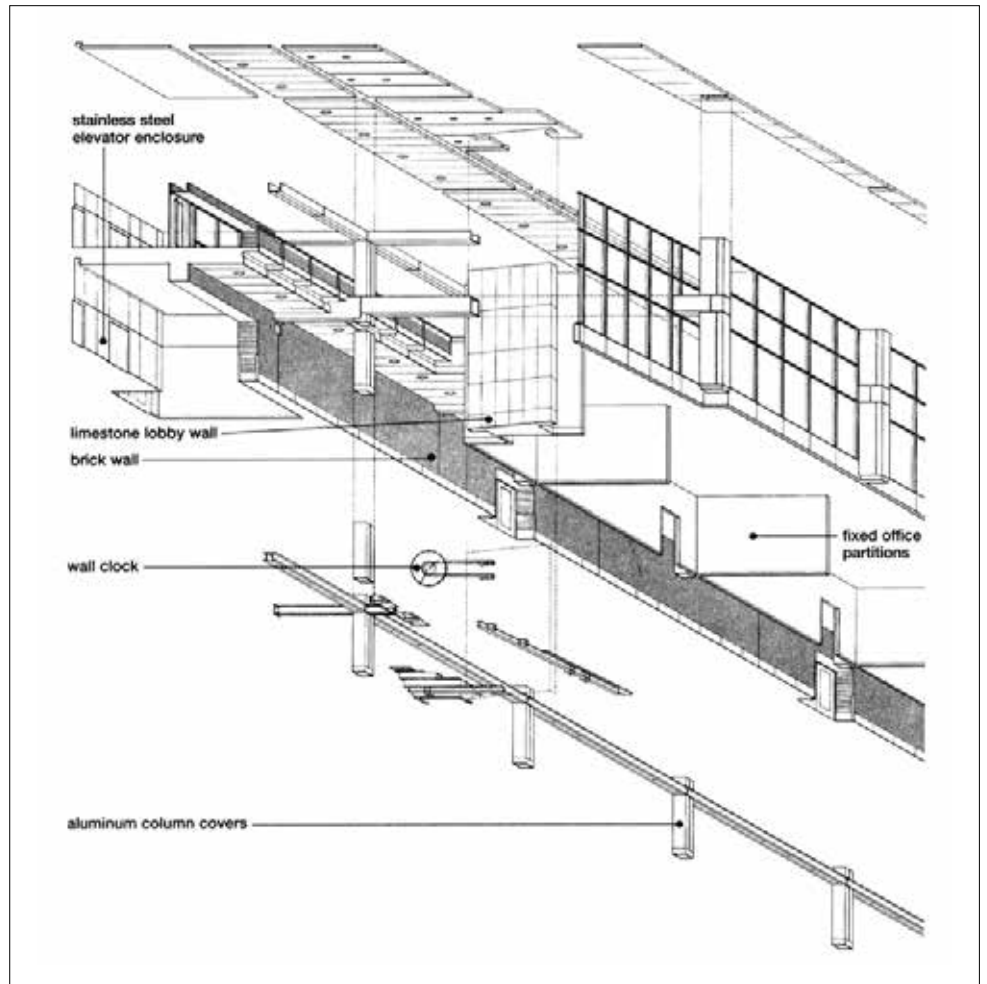 stainless steel
elevator enclosure
limestone lobby wall
brick wall
fixed office
partitions
wall clock
aluminum column covers